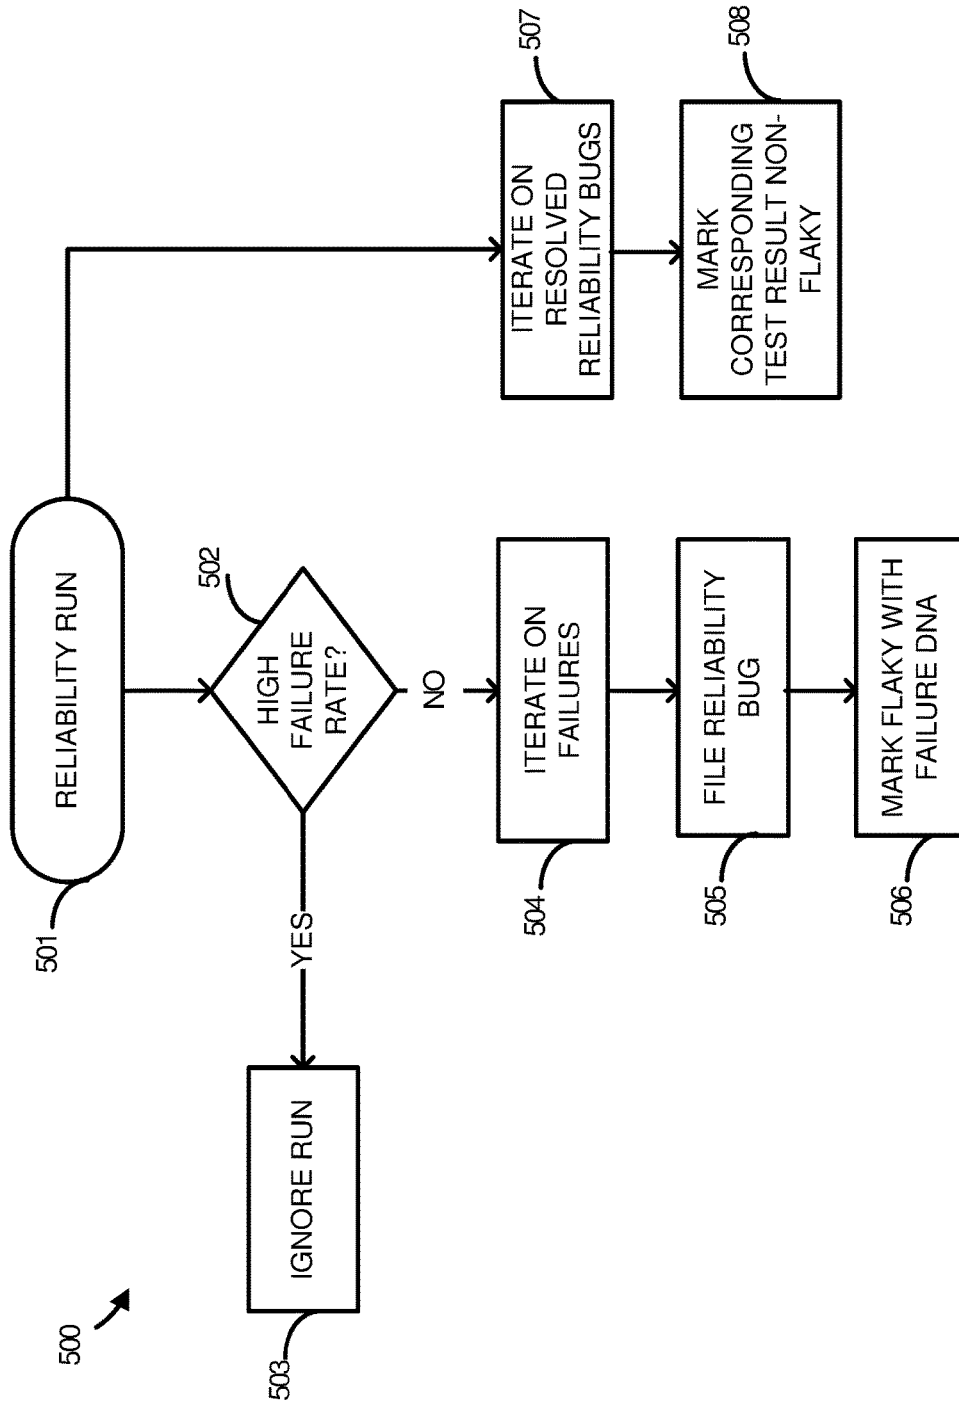 500
RELIABILITY RUN
501
HIGH
FAILURE
RATE?
502
YES
NO
IGNORE RUN
503
ITERATE ON
FAILURES
504
FILE RELIABILITY
BUG
505
MARK FLAKY WITH
FAILURE DNA
506
ITERATE ON
RESOLVED
RELIABILITY BUGS
507
MARK
CORRESPONDING
TEST RESULT NON-
FLAKY
508